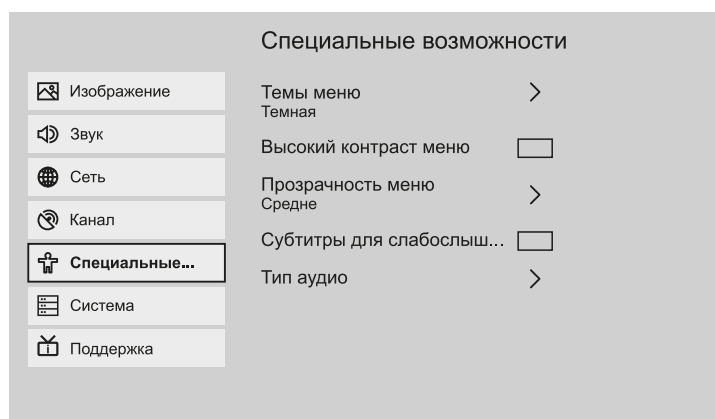 Специальные возможности
Изображение
Звук
Сеть
Канал
Специальные...
Система
Поддержка
Темы меню
Темная
Высокий контраст меню
Прозрачность меню
Средне
Субтитры для слабослыш...
Тип аудио